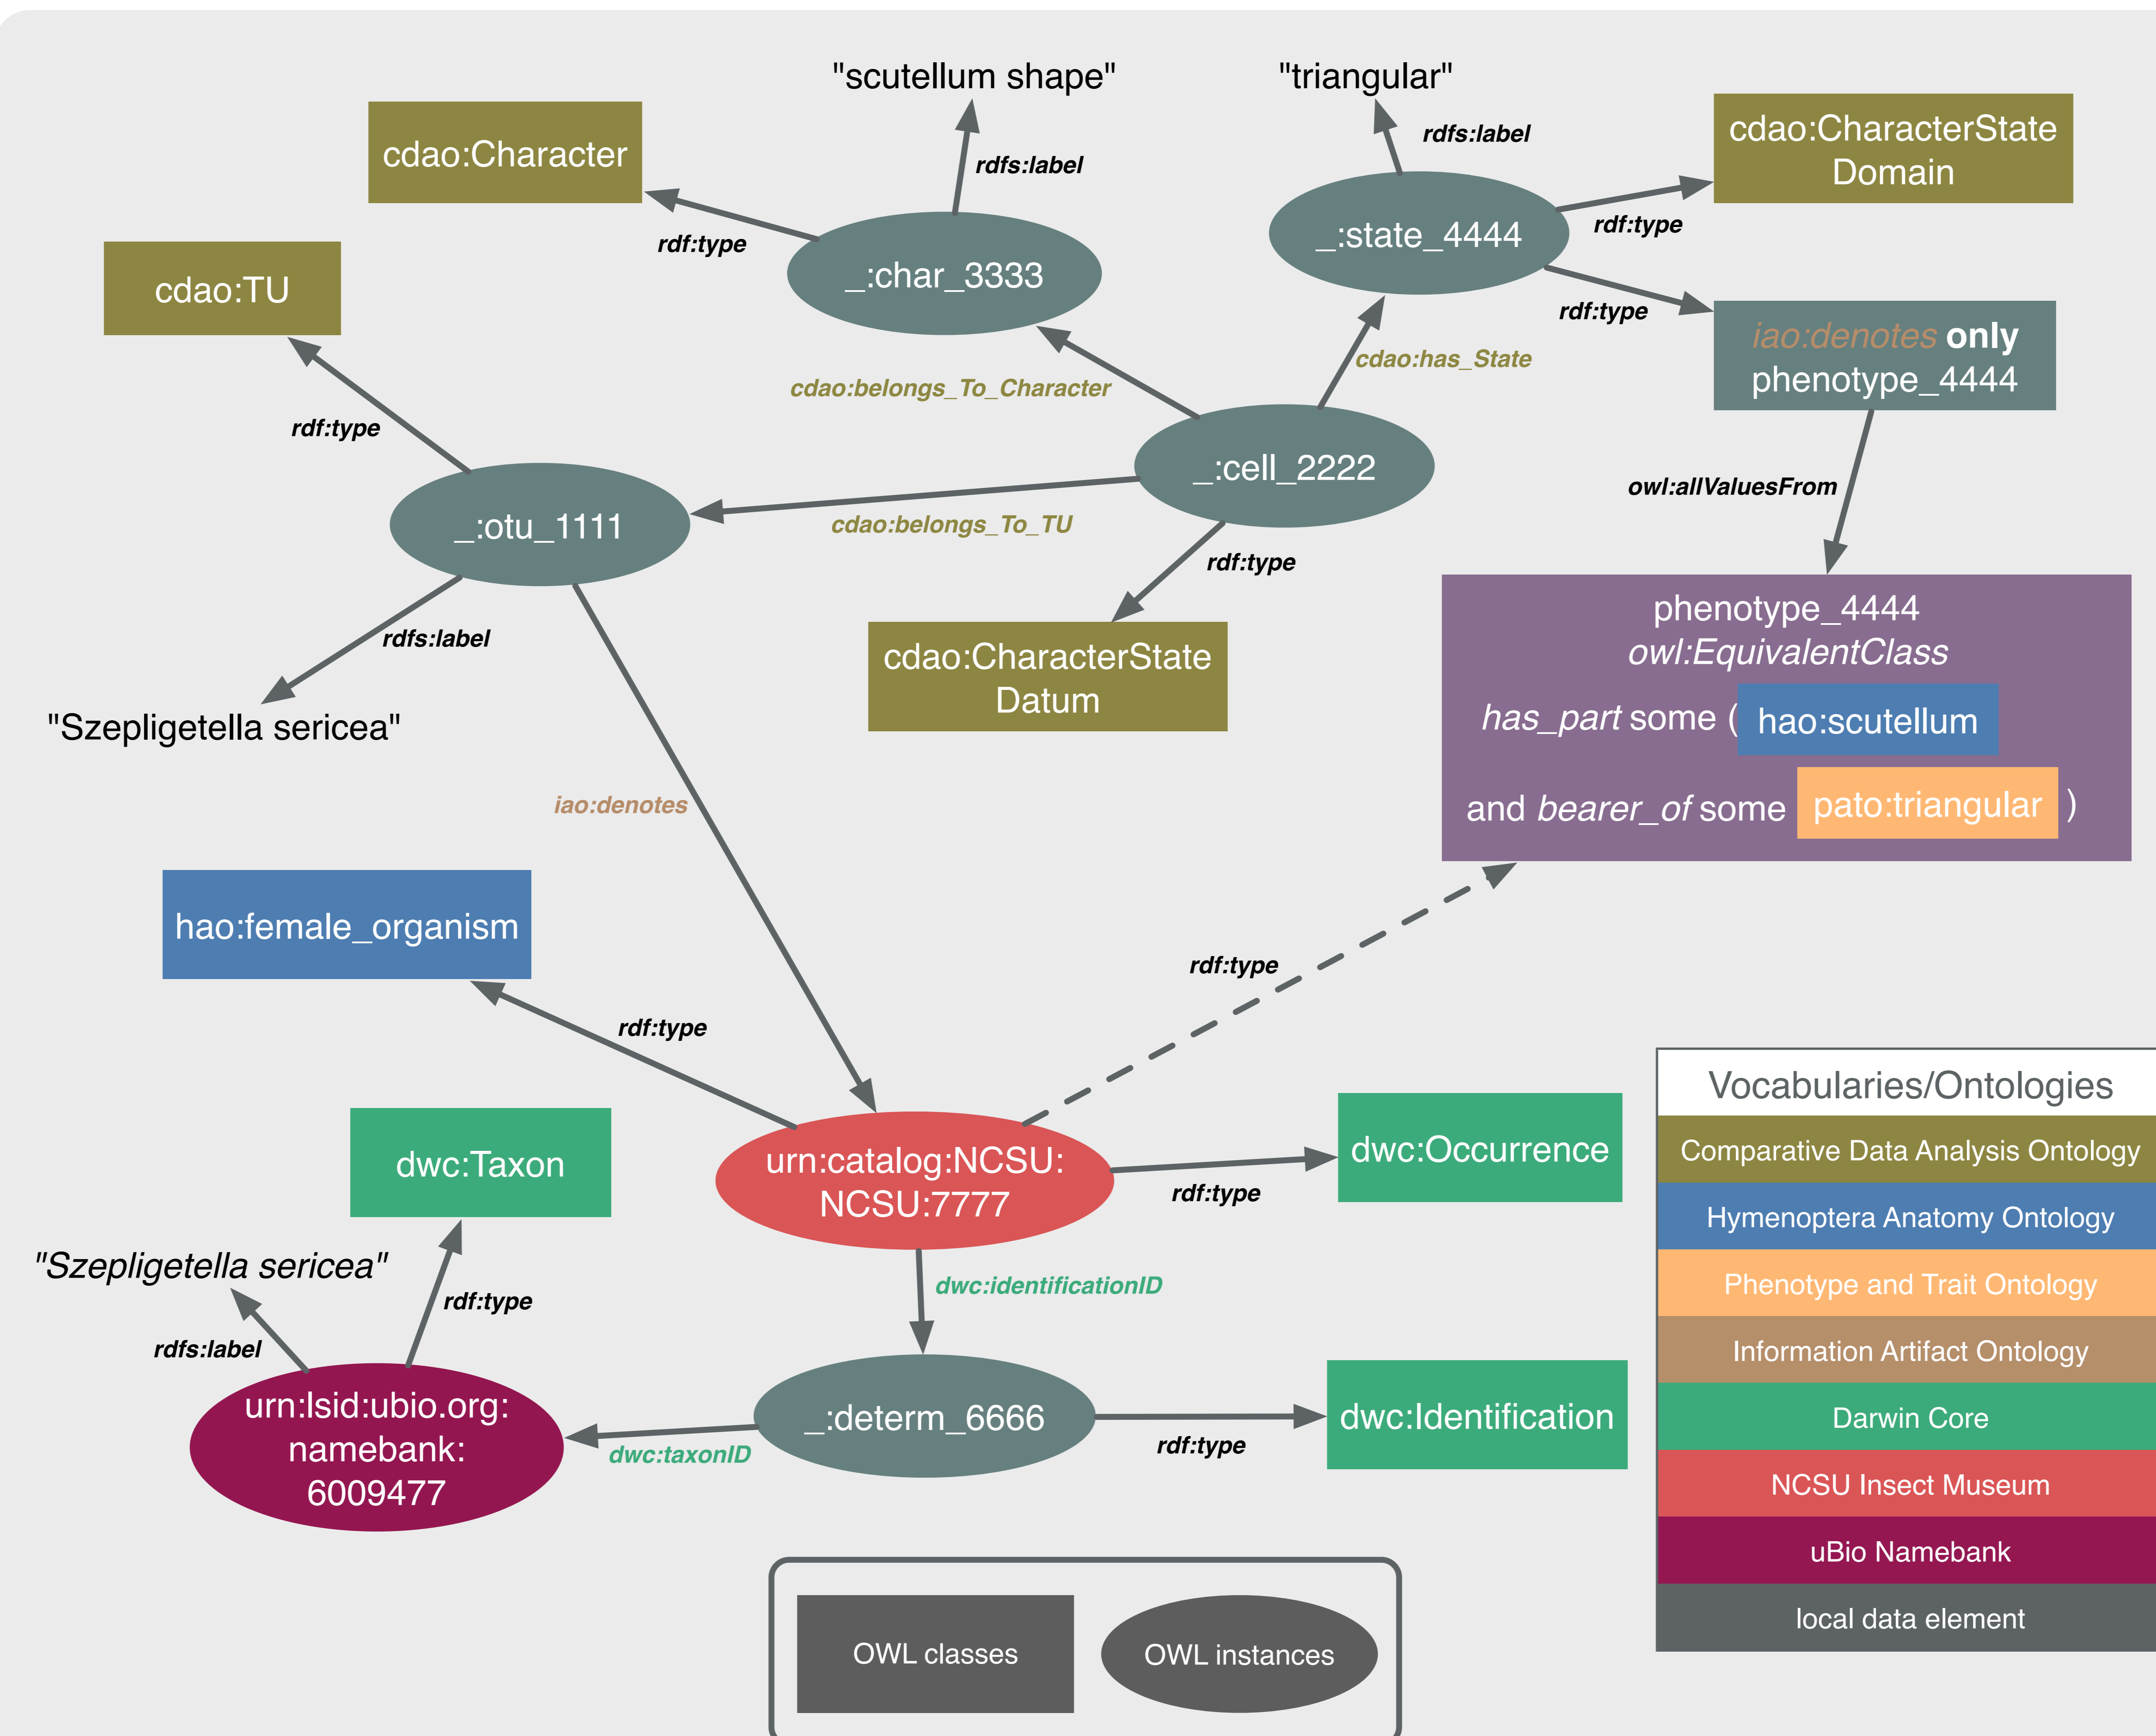 "scutellum shape"
"triangular"
cdao:Character
rdfs:label
rdfs:label
cdao:CharacterState
Domain
rdf:type
_:char_3333
_:state_4444
rdf:type
cdao:TU
rdf:type
iao:denotes only
phenotype_4444
cdao:belongs_To_Character
cdao:has_State
rdf:type
_:otu_1111
cdao:belongs_To_TU
_:cell_2222
owl:allValuesFrom
rdf:type
rdfs:label
"Szepligetella sericea"
cdao:CharacterState
Datum
phenotype_4444
owl:EquivalentClass
has_part some ( hao:scutellum
and bearer_of some pato:triangular )
iao:denotes
hao:female_organism
rdf:type
rdf:type
dwc:Taxon
urn:catalog:NCSU:
NCSU:7777
rdf:type
dwc:Occurrence
"Szepligetella sericea"
rdf:type
rdfs:label
dwc:identificationID
urn:lsid:ubio.org:
namebank:
6009477
dwc:taxonID
_:determ_6666
rdf:type
dwc:Identification
Vocabularies/Ontologies
Comparative Data Analysis Ontology
Hymenoptera Anatomy Ontology
Phenotype and Trait Ontology
Information Artifact Ontology
Darwin Core
NCSU Insect Museum
uBio Namebank
local data element
OWL classes
OWL instances